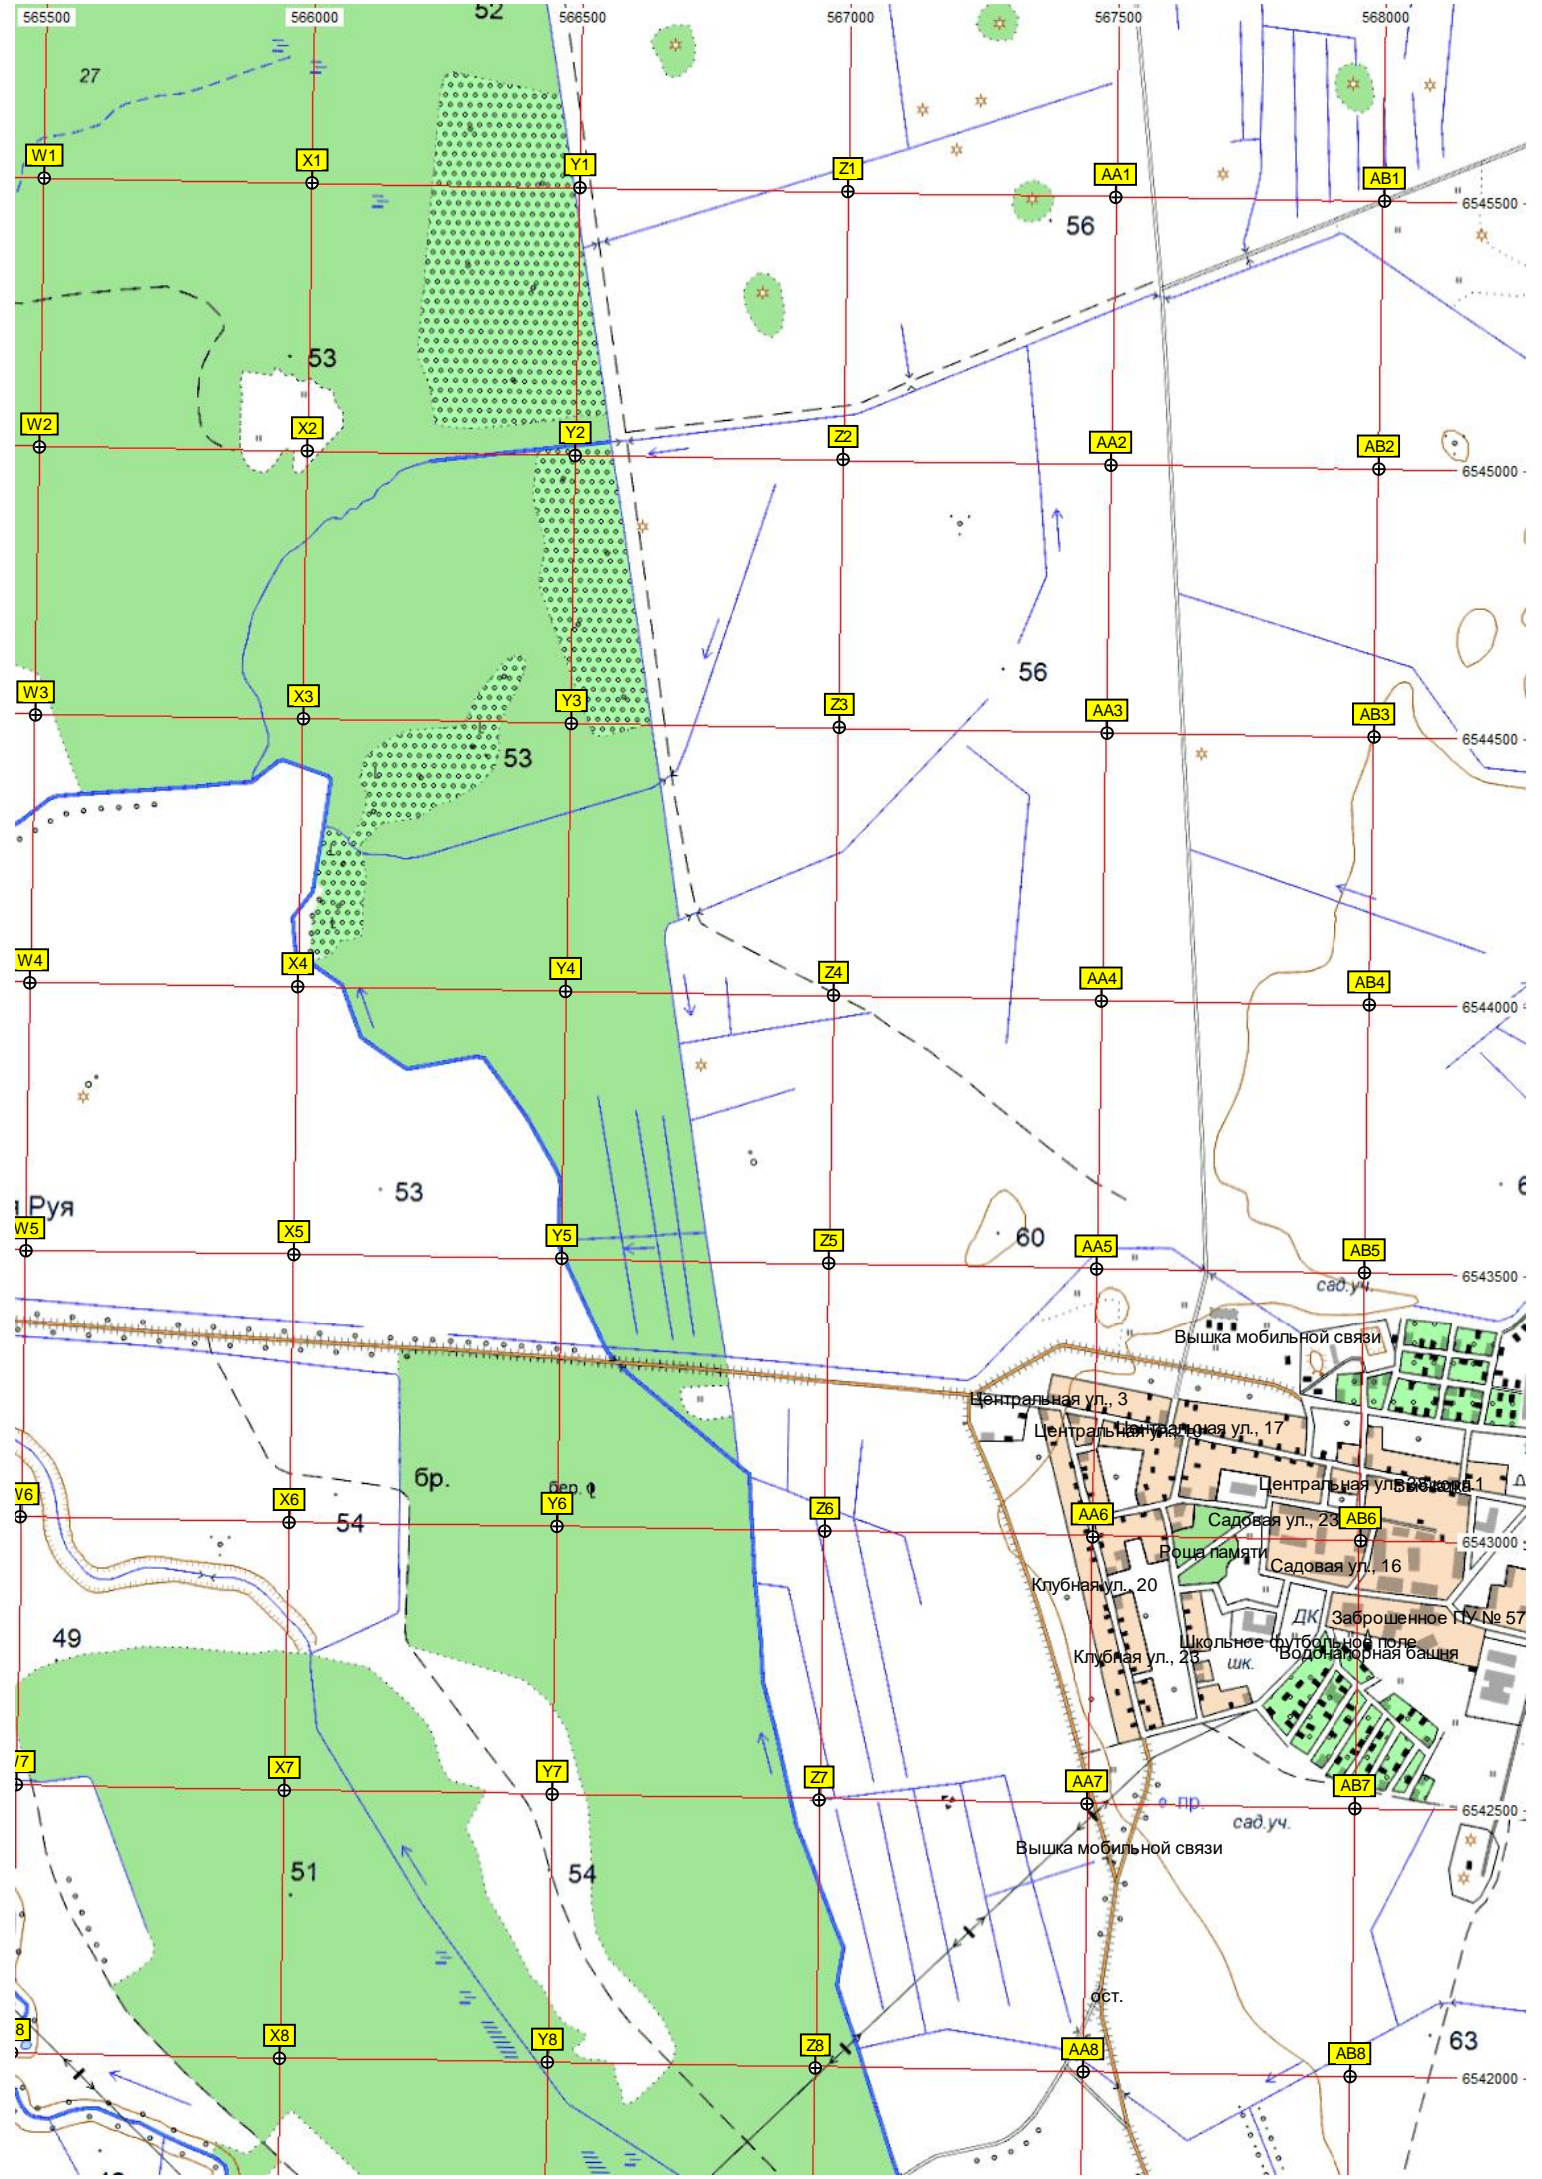 565500 566000 566500 567000 567500 568000
52
27
W1 X1 Y1 Z1 AA1 AB1
6545500
56
53
W2 X2 Y2 Z2 AA2 AB2
6545000
56
W3 X3 Y3 Z3 AA3 AB3
6544500
53
W4 X4 Y4 Z4 AA4 AB4
6544000
53
Руя
60
W5 X5 Y5 Z5 AA5 AB5
6543500
сад.уч.
Вышка мобильной связи
Центральная ул., 3
Центральная ул.,
Центральная ул., 17
бр.
бер.
Центральная ул.,
W6 X6 Y6 Z6 AA6 AB6
54
Садовая ул., 23
6543000
Роща памяти
Садовая ул., 16
Клубная ул., 20
ДК
Заброшенное ПУ № 57
49
Школьное футбольное поле
Водонапорная башня
Клубная ул., 23
шк.
W7 X7 Y7 Z7 AA7 AB7
пр.
6542500
сад.уч.
Вышка мобильной связи
51
54
ост.
8 X8 Y8 Z8 AA8 AB8
63
6542000